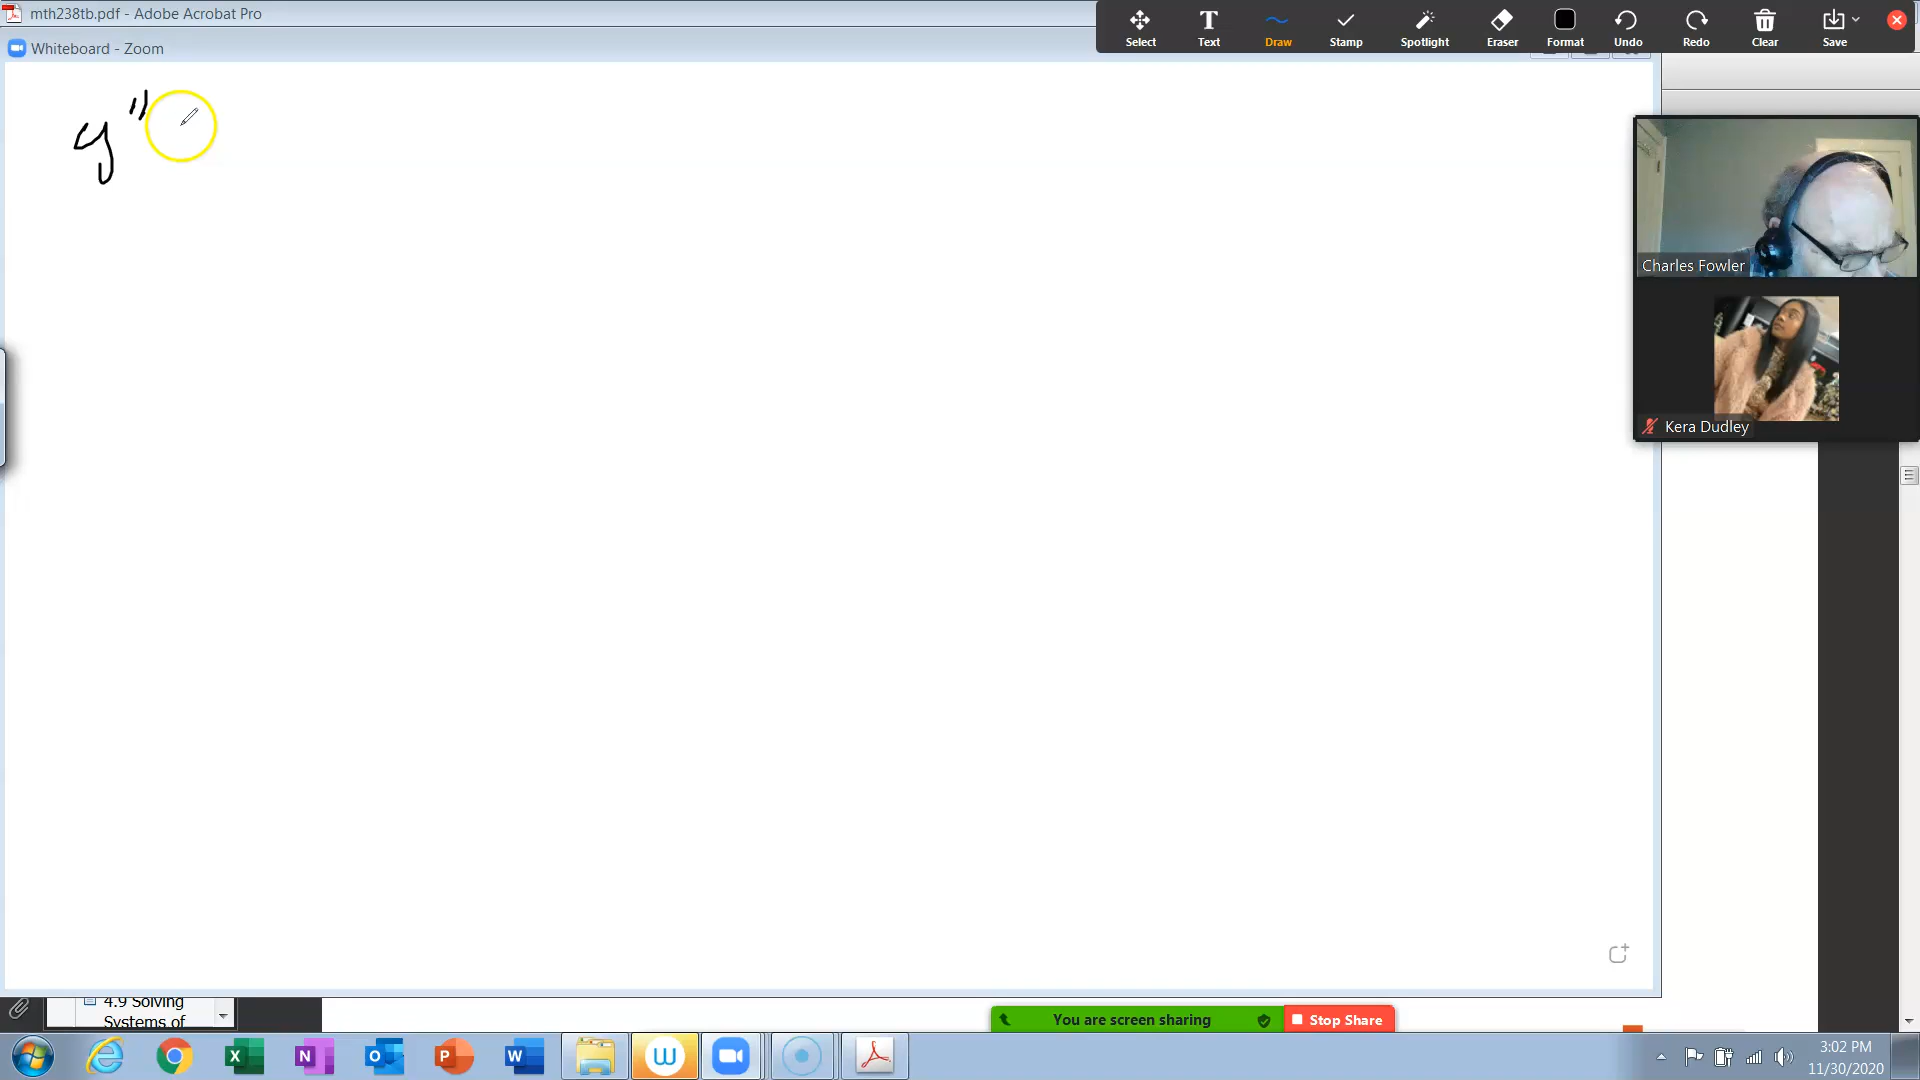 mth238tb.pdf - Adobe Acrobat Pro
Whiteboard - Zoom
Select
Text
Draw
Stamp
Spotlight
Eraser
Format
Undo
Redo
Clear
Save
y"
Charles Fowler
Kera Dudley
4.9 Solving
Systems of
You are screen sharing
Stop Share
3:02 PM
11/30/2020